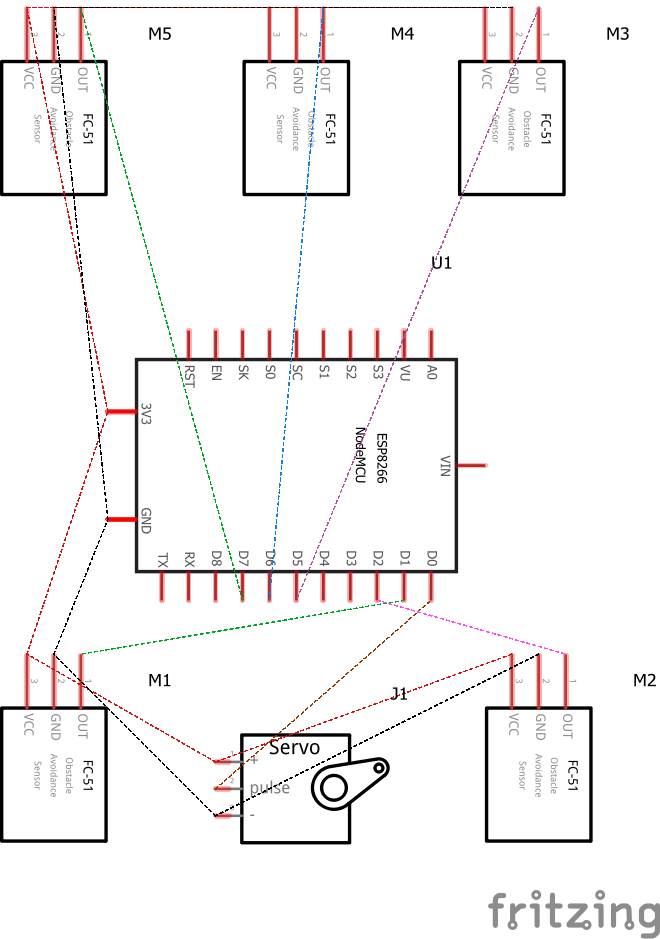 M5
M4
M3
3
2
1
3
2
1
3
2
1
VCC
GND
OUT
VCC
GND
OUT
VCC
GND
OUT
FC-51
Obstacle
Avoidance
Sensor
FC-51
Obstacle
Avoidance
Sensor
FC-51
Obstacle
Avoidance
Sensor
U1
RST
EN
SK
S0
SC
S1
S2
S3
VU
A0
3V3
GND
VIN
ESP8266
NodeMCU
TX
RX
D8
D7
D6
D5
D4
D3
D2
D1
D0
M1
J1
M2
3
2
1
3
2
1
VCC
GND
OUT
VCC
GND
OUT
FC-51
Obstacle
Avoidance
Sensor
Servo
+
pulse
-
FC-51
Obstacle
Avoidance
Sensor
fritzing